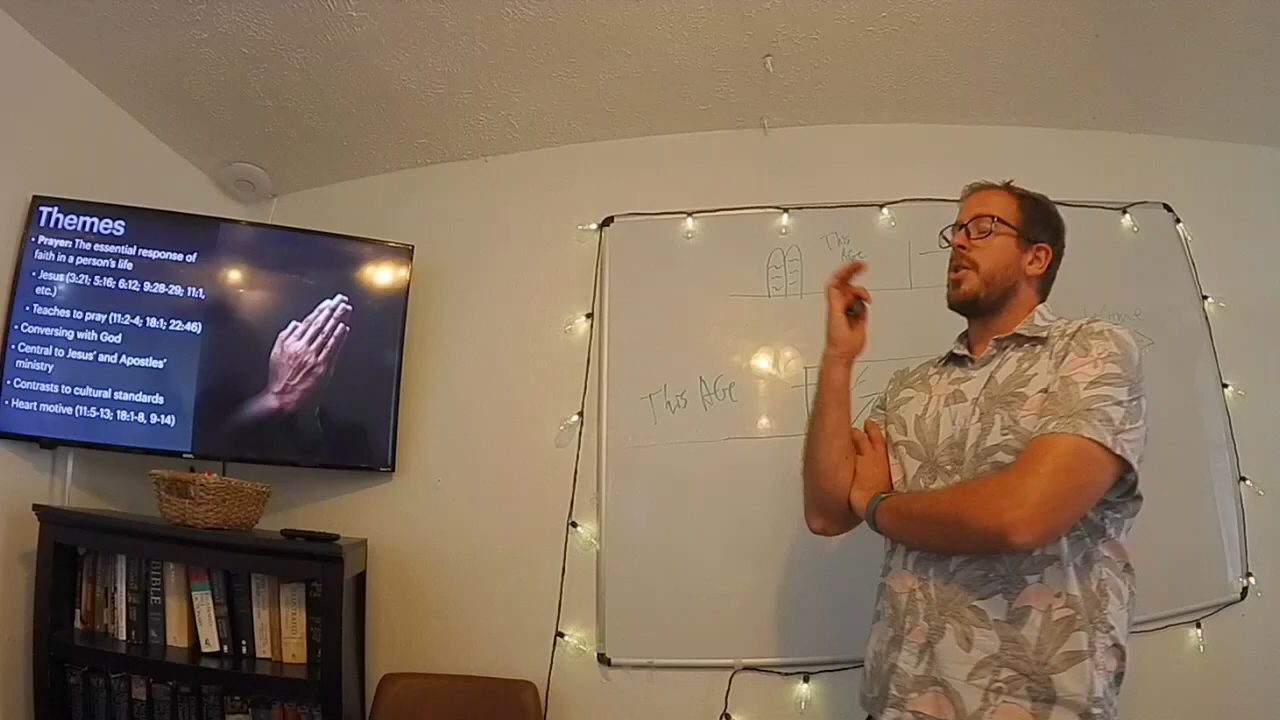 Themes
• Prayer: The essential response of
faith in a person's life
• Jesus (3:21; 5:16; 6:12; 9:28-29; 11:1,
etc.)
• Teaches to pray (11:2-4; 18:1; 22:46)
• Conversing with God
• Central to Jesus' and Apostles'
ministry
• Contrasts to cultural standards
• Heart motive (11:5-13; 18:1-8, 9-14)
This
Age
This AGe
BIBLE